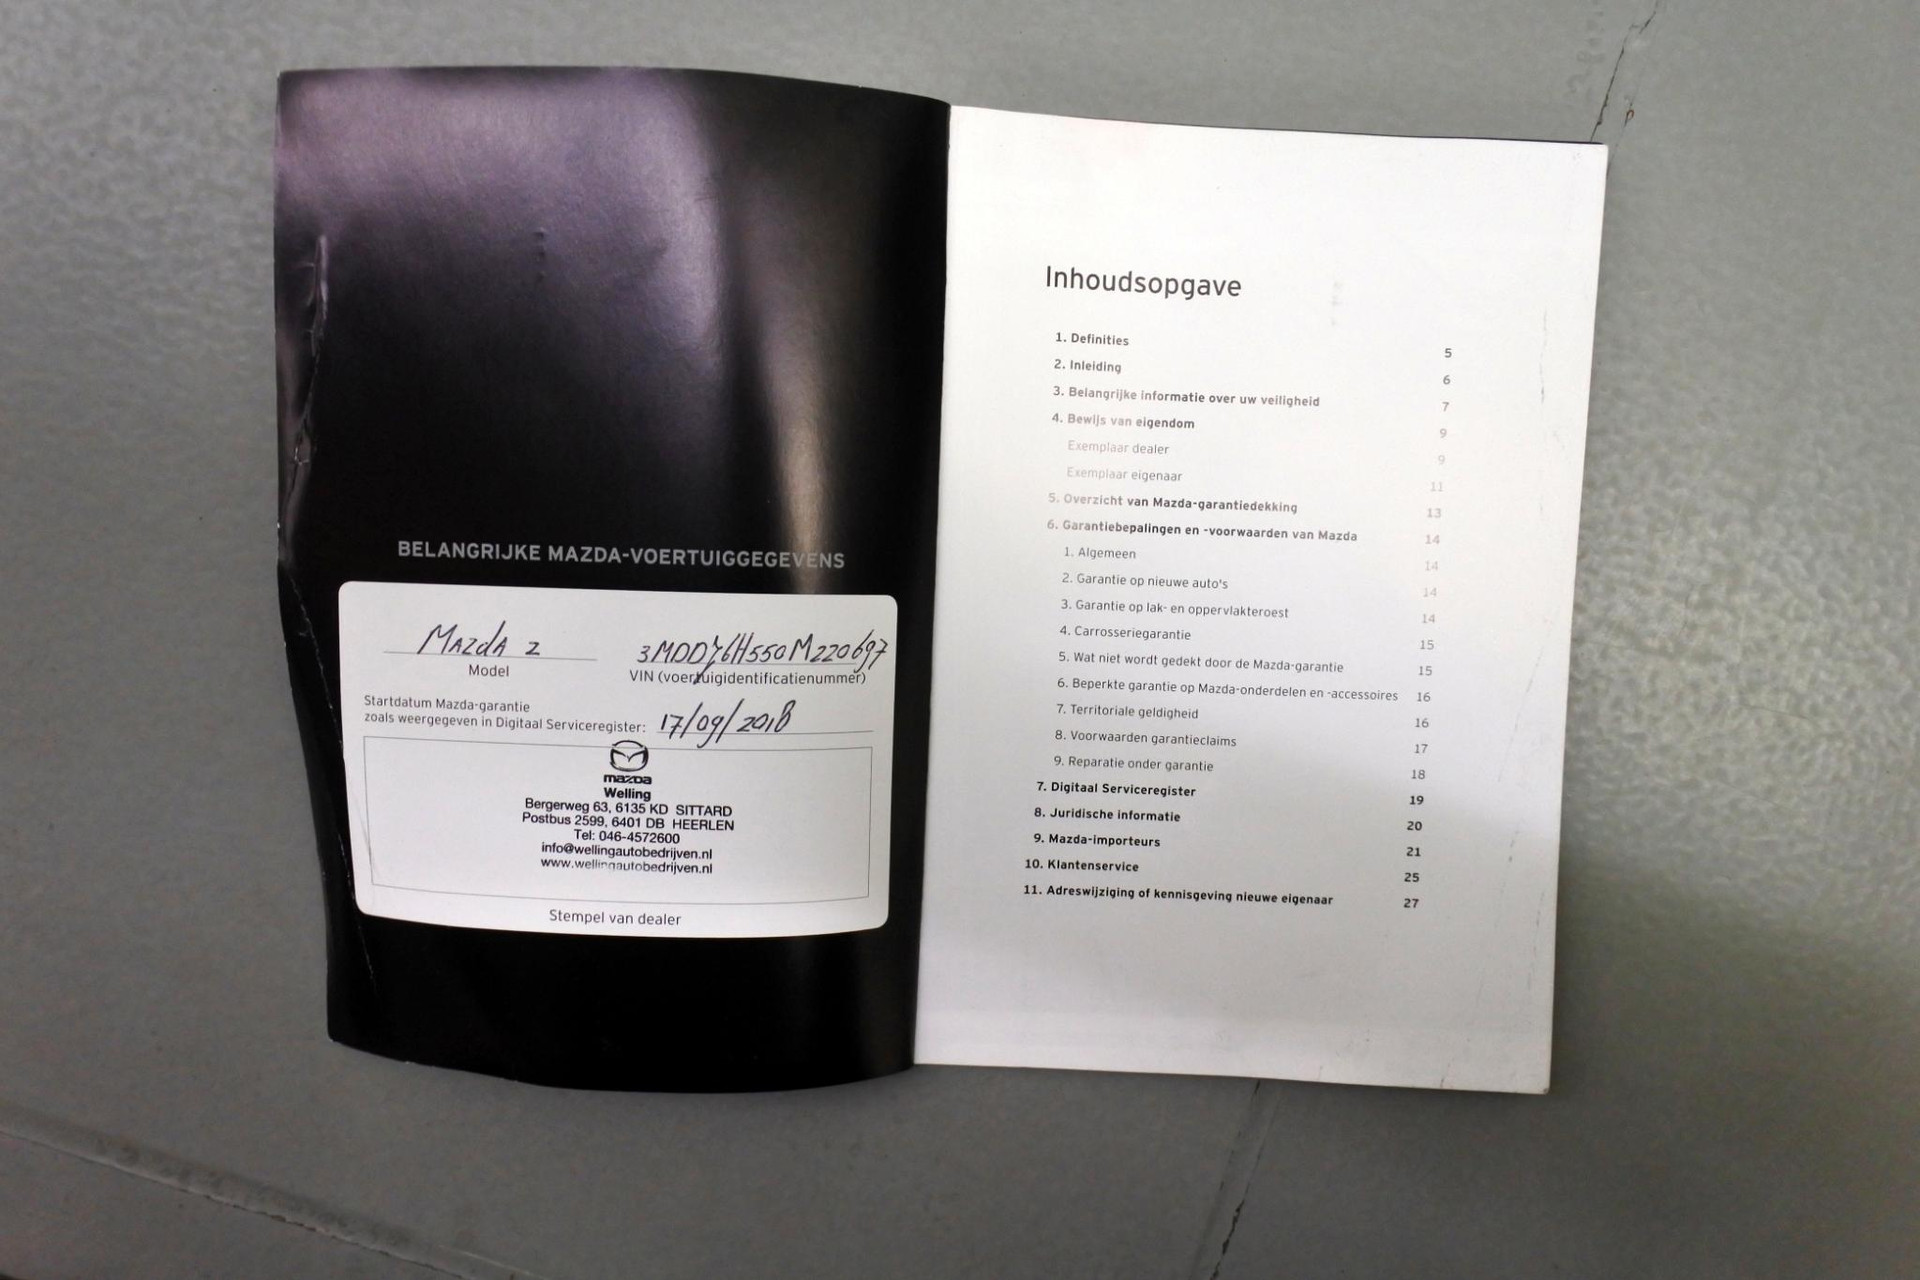 BELANGRIJKE MAZDA-VOERTUIGGEGEVENS
MAZdA 2
Model
3MDDJ6H550M220697
VIN (voertuigidentificatienummer)
Startdatum Mazda-garantie
zoals weergegeven in Digitaal Serviceregister: 17/09/2018
mazda
Welling
Bergerweg 63, 6135 KD SITTARD
Postbus 2599, 6401 DB HEERLEN
Tel: 046-4572600
info@wellingautobedrijven.nl
www.wellingautobedrijven.nl
Stempel van dealer
Inhoudsopgave
1. Definities 5
2. Inleiding 6
3. Belangrijke informatie over uw veiligheid 7
4. Bewijs van eigendom 9
Exemplaar dealer 9
Exemplaar eigenaar 11
5. Overzicht van Mazda-garantiedekking 13
6. Garantiebepalingen en -voorwaarden van Mazda 14
1. Algemeen 14
2. Garantie op nieuwe auto's 14
3. Garantie op lak- en oppervlakteroest 14
4. Carrosseriegarantie 15
5. Wat niet wordt gedekt door de Mazda-garantie 15
6. Beperkte garantie op Mazda-onderdelen en -accessoires 16
7. Territoriale geldigheid 16
8. Voorwaarden garantieclaims 17
9. Reparatie onder garantie 18
7. Digitaal Serviceregister 19
8. Juridische informatie 20
9. Mazda-importeurs 21
10. Klantenservice 25
11. Adreswijziging of kennisgeving nieuwe eigenaar 27